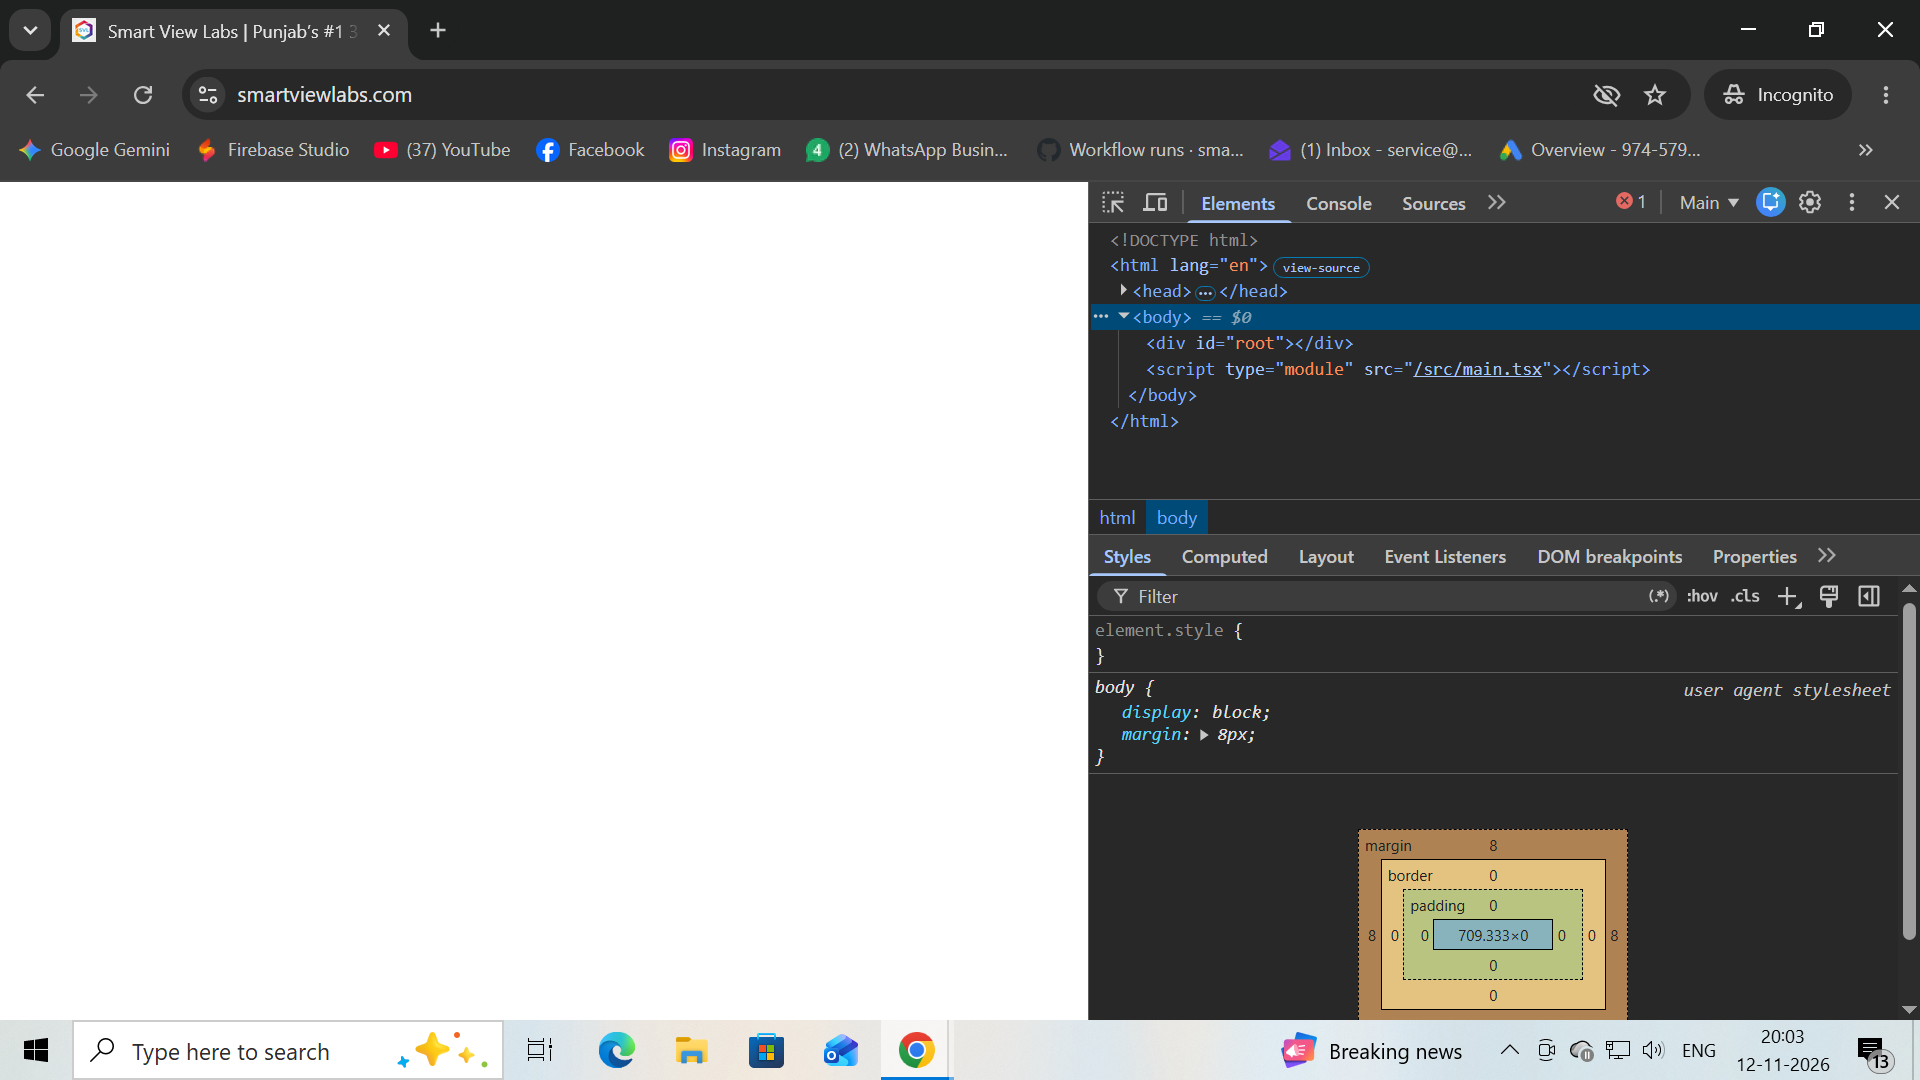 Smart View Labs | Punjab's #1 3
smartviewlabs.com
Incognito
Google Gemini
Firebase Studio
(37) YouTube
Facebook
Instagram
4
(2) WhatsApp Busin...
Workflow runs · sma...
(1) Inbox - service@...
Overview - 974-579...
Elements
Console
Sources
1
Main
<!DOCTYPE html>
<html lang="en"> view-source
<head> ⋯ </head>
⋯ <body> == $0
<div id="root"></div>
<script type="module" src="/src/main.tsx"></script>
</body>
</html>
html
body
Styles
Computed
Layout
Event Listeners
DOM breakpoints
Properties
Filter
(.*)
:hov
.cls
element.style {
}
body {
user agent stylesheet
display: block;
margin: ▶ 8px;
}
margin 8
border 0
padding 0
8 0 0 709.333×0 0 0 8
0
0
Type here to search
Breaking news
ENG
20:03
12-11-2026
13